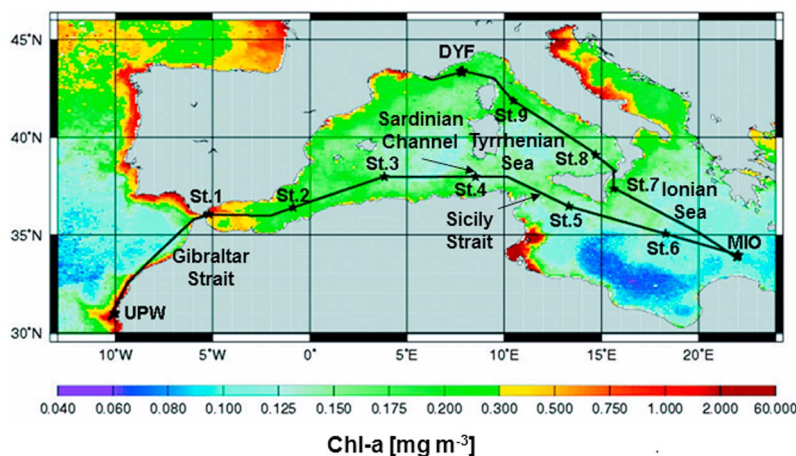 45°N
40°N
35°N
30°N
DYF
St.9
Sardinian
Channel
Tyrrhenian
Sea
St.8
St.1
St.2
St.3
St.4
St.7
Ionian
Sea
Sicily
Strait
St.5
St.6
MIO
Gibraltar
Strait
UPW
10°W
5°W
0°
5°E
10°E
15°E
20°E
0.040 0.060 0.080 0.100 0.125 0.175 0.200 0.300 0.500 0.750 1.000 2.000 60.000
Chl-a [mg m-3]